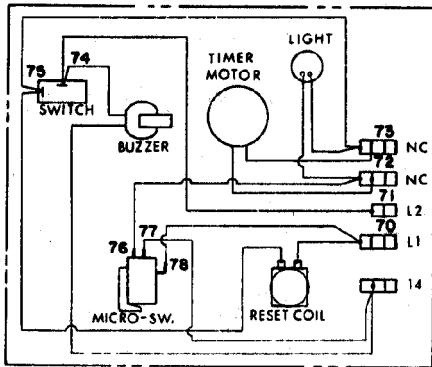 LIGHT
TIMER
MOTOR
75
74
SWITCH
BUZZER
73
NC
72
NC
71
L2
70
L1
76
77
78
14
MICRO-SW.
RESET COIL